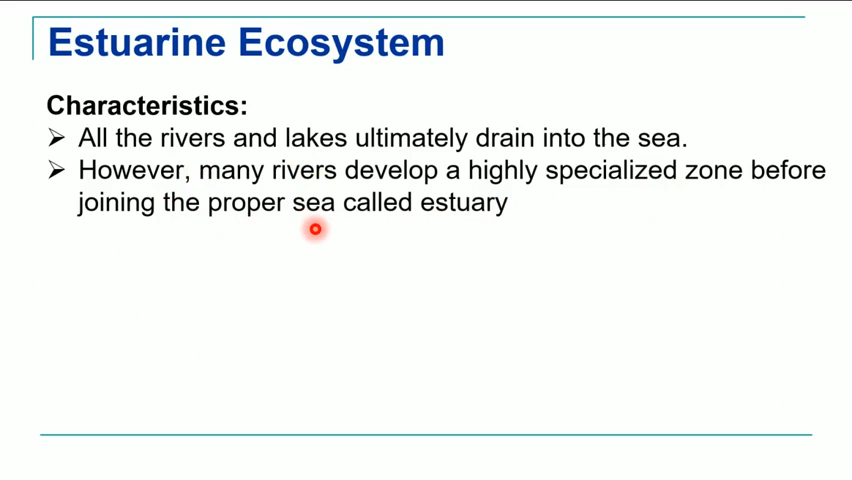 Estuarine Ecosystem
Characteristics:
➢ All the rivers and lakes ultimately drain into the sea.
➢ However, many rivers develop a highly specialized zone before
joining the proper sea called estuary